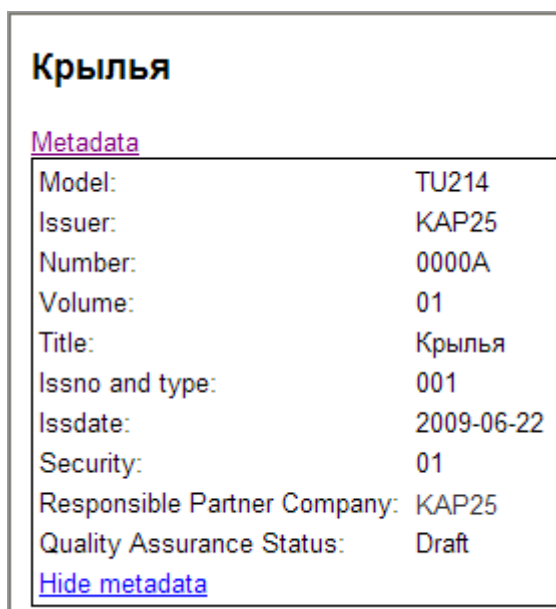 Крылья
Metadata
Model: TU214
Issuer: KAP25
Number: 0000A
Volume: 01
Title: Крылья
Issno and type: 001
Issdate: 2009-06-22
Security: 01
Responsible Partner Company: KAP25
Quality Assurance Status: Draft
Hide metadata